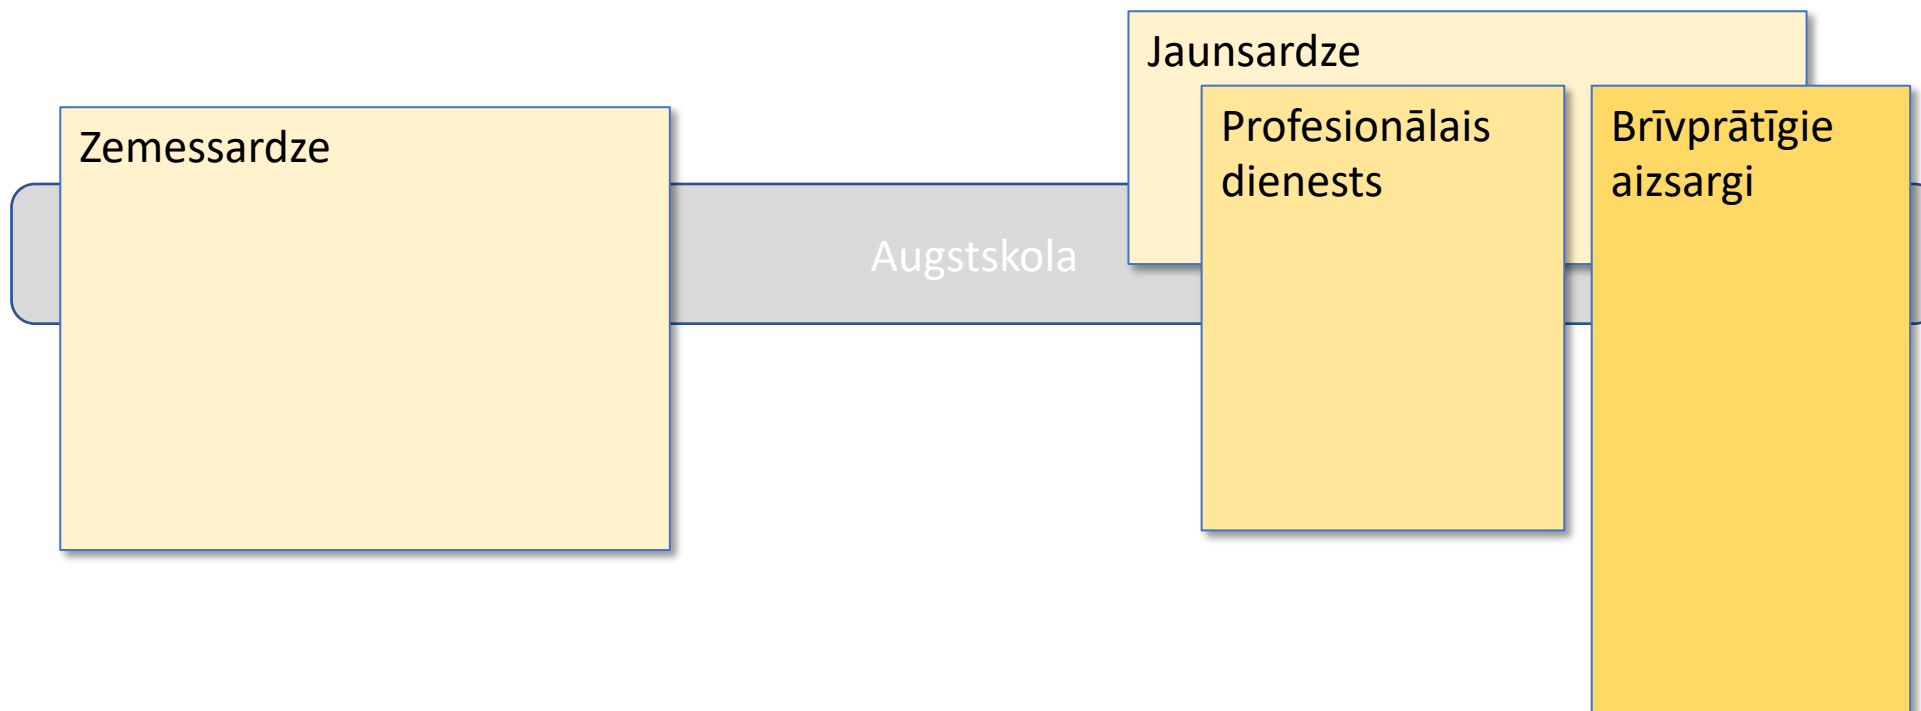 Jaunsardze
Zemessardze
Profesionālais
dienests
Brīvprātīgie
aizsargi
Augstskola